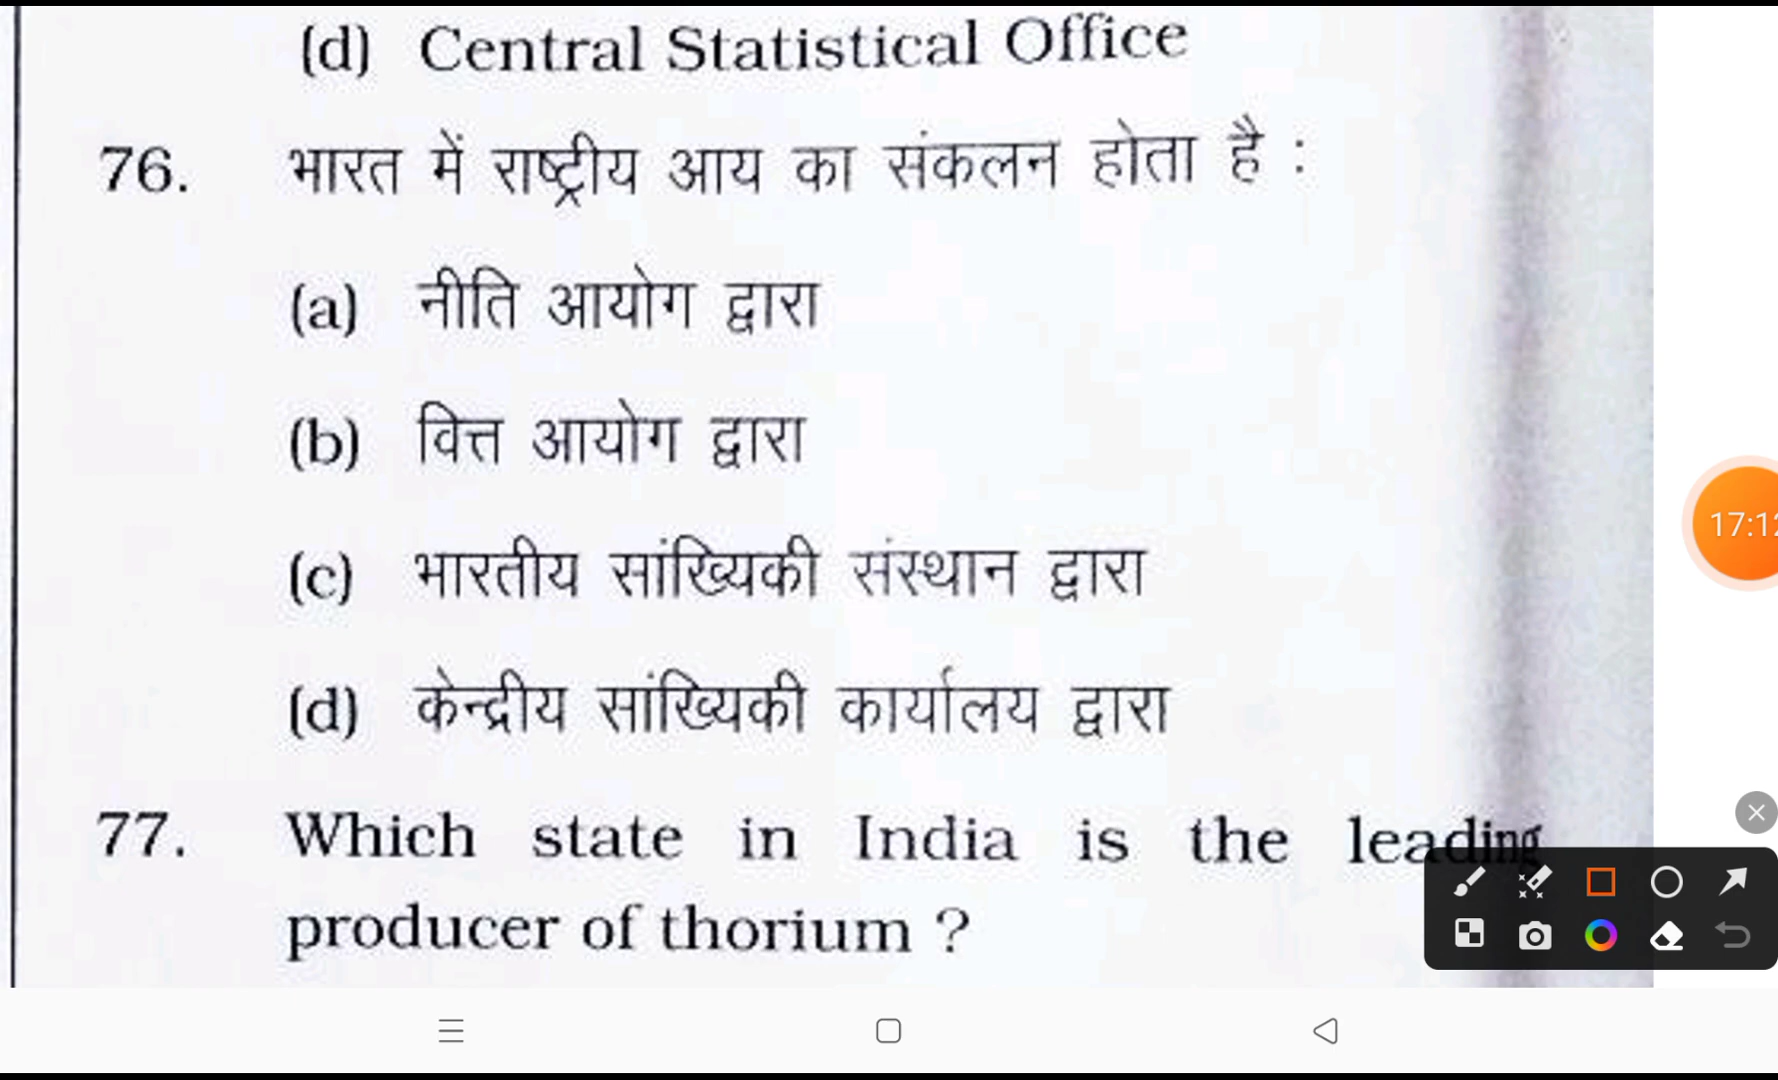 (d) Central Statistical Office
76. भारत में राष्ट्रीय आय का संकलन होता है :
(a) नीति आयोग द्वारा
(b) वित्त आयोग द्वारा
(c) भारतीय सांख्यिकी संस्थान द्वारा
(d) केन्द्रीय सांख्यिकी कार्यालय द्वारा
77. Which state in India is the leading
producer of thorium ?